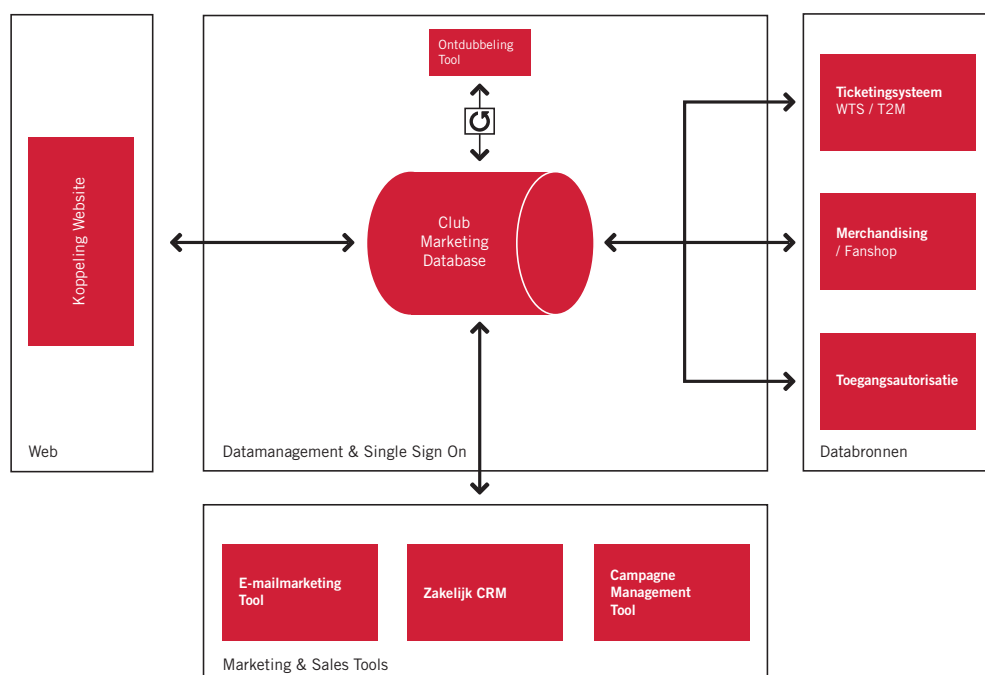 Koppeling Website
Web
Ontdubbeling
Tool
Club
Marketing
Database
Datamanagement & Single Sign On
Ticketingsysteem
WTS / T2M
Merchandising
/ Fanshop
Toegangsautorisatie
Databronnen
E-mailmarketing
Tool
Zakelijk CRM
Campagne
Management
Tool
Marketing & Sales Tools